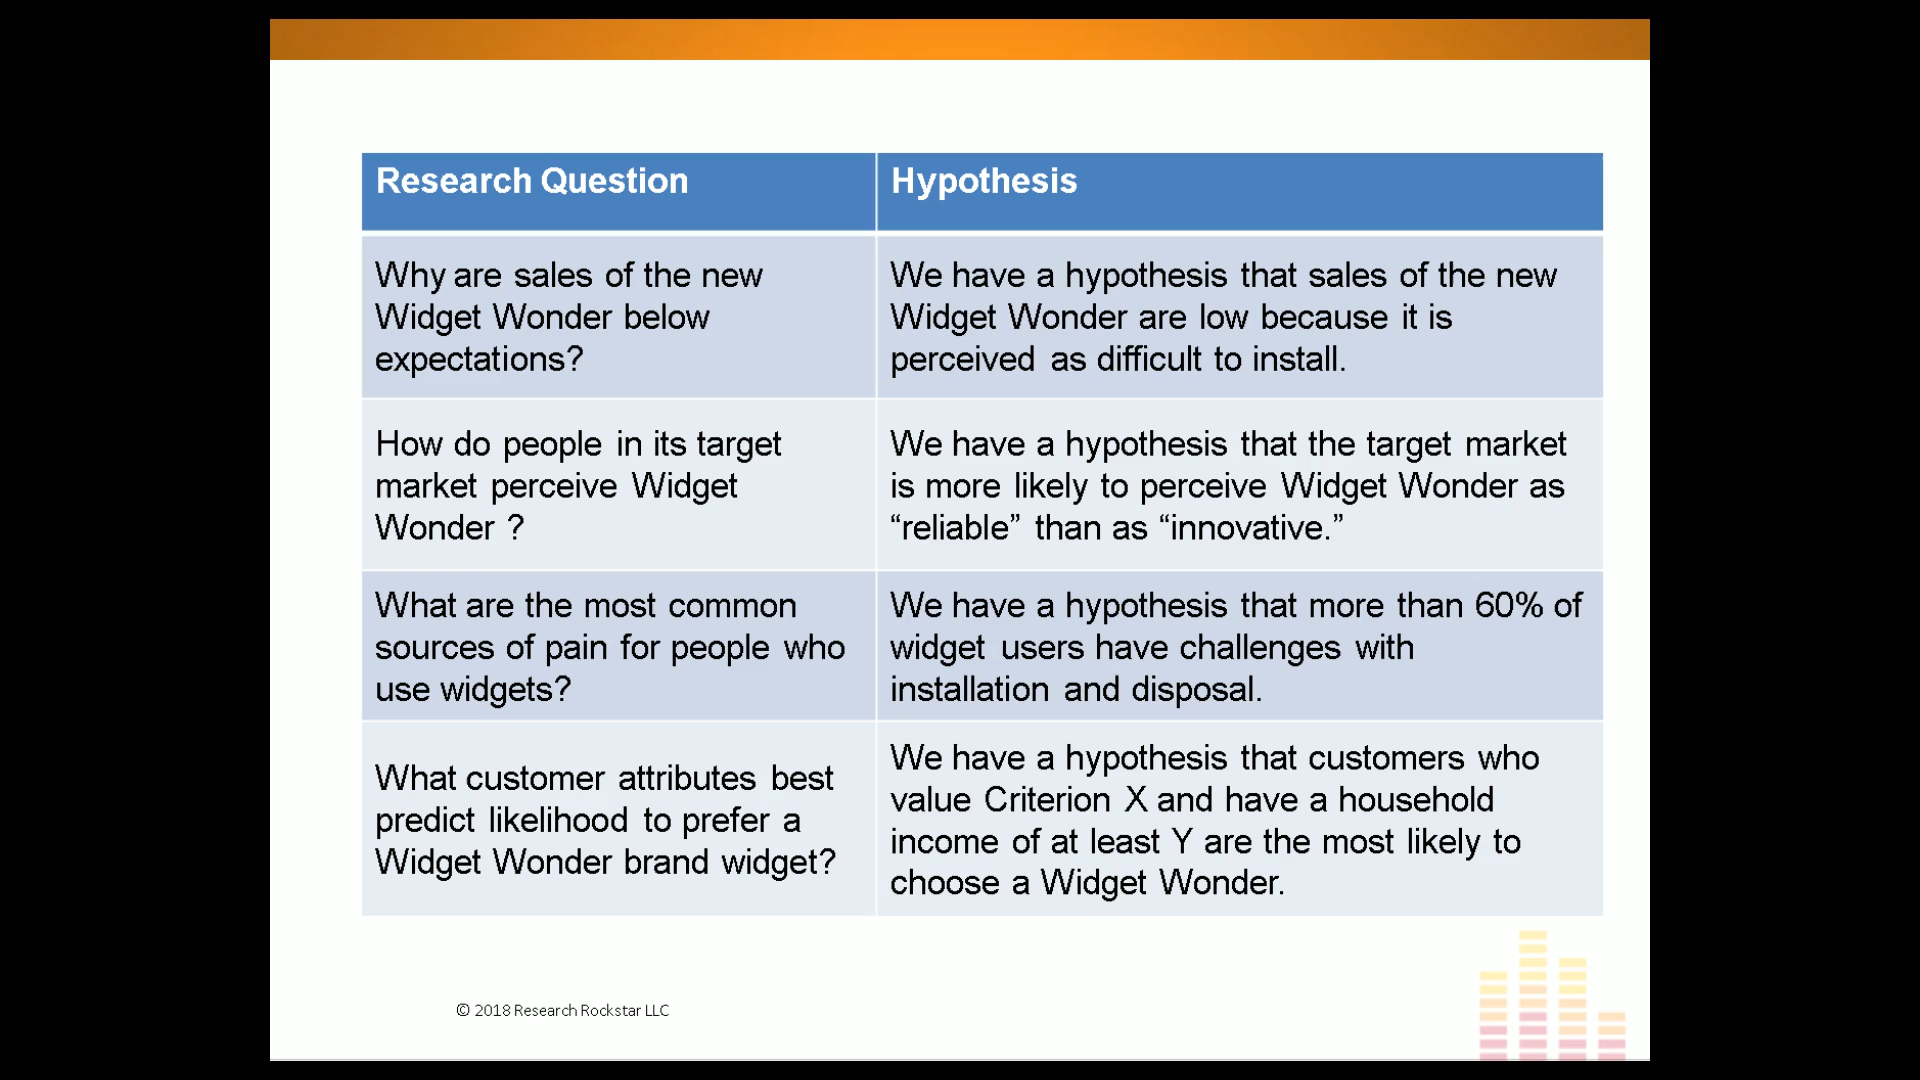 Research Question
Hypothesis
Why are sales of the new
Widget Wonder below
expectations?
We have a hypothesis that sales of the new
Widget Wonder are low because it is
perceived as difficult to install.
How do people in its target
market perceive Widget
Wonder ?
We have a hypothesis that the target market
is more likely to perceive Widget Wonder as
“reliable” than as “innovative.”
What are the most common
sources of pain for people who
use widgets?
We have a hypothesis that more than 60% of
widget users have challenges with
installation and disposal.
What customer attributes best
predict likelihood to prefer a
Widget Wonder brand widget?
We have a hypothesis that customers who
value Criterion X and have a household
income of at least Y are the most likely to
choose a Widget Wonder.
© 2018 Research Rockstar LLC